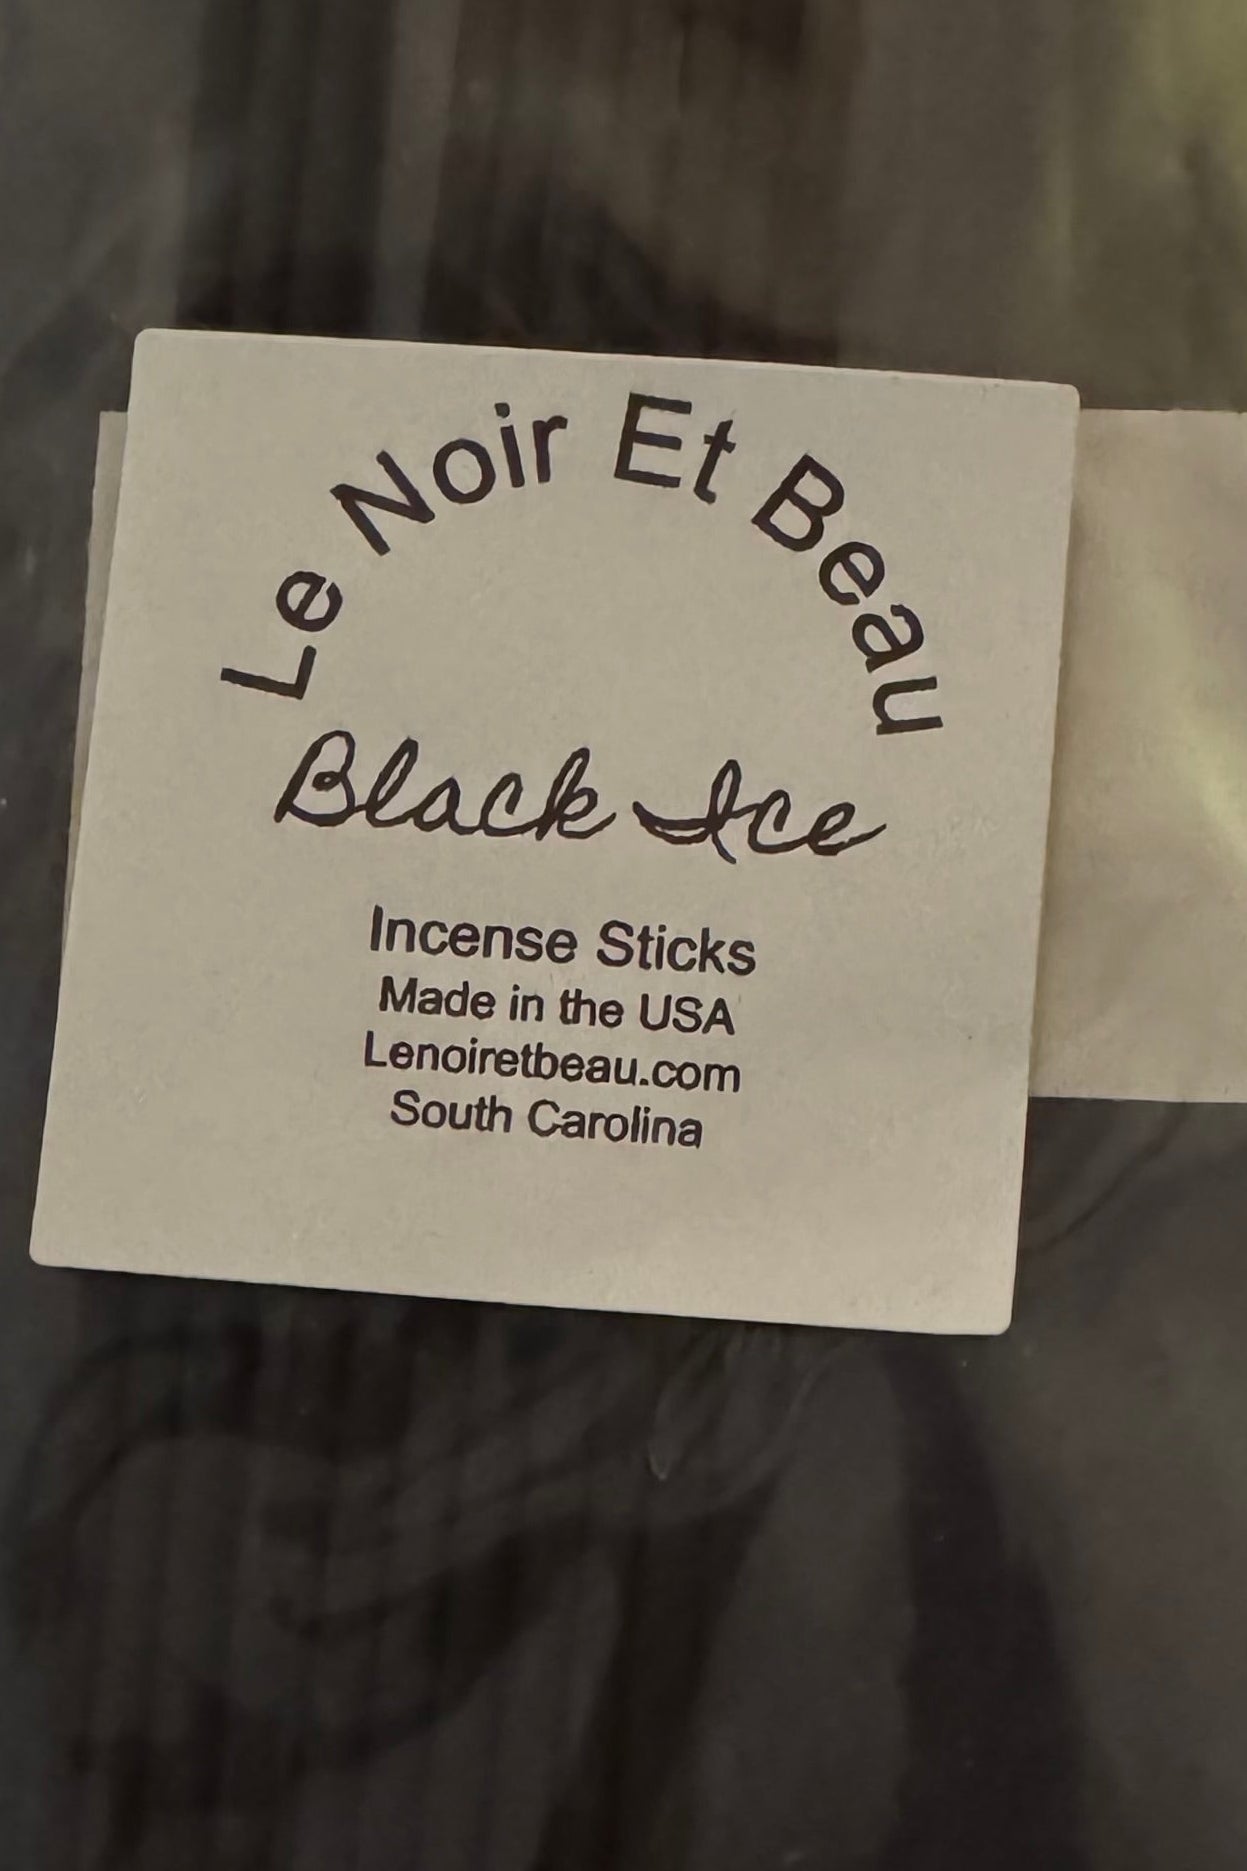 Le Noir Et Beau
Black Ice
Incense Sticks
Made in the USA
Lenoiretbeau.com
South Carolina